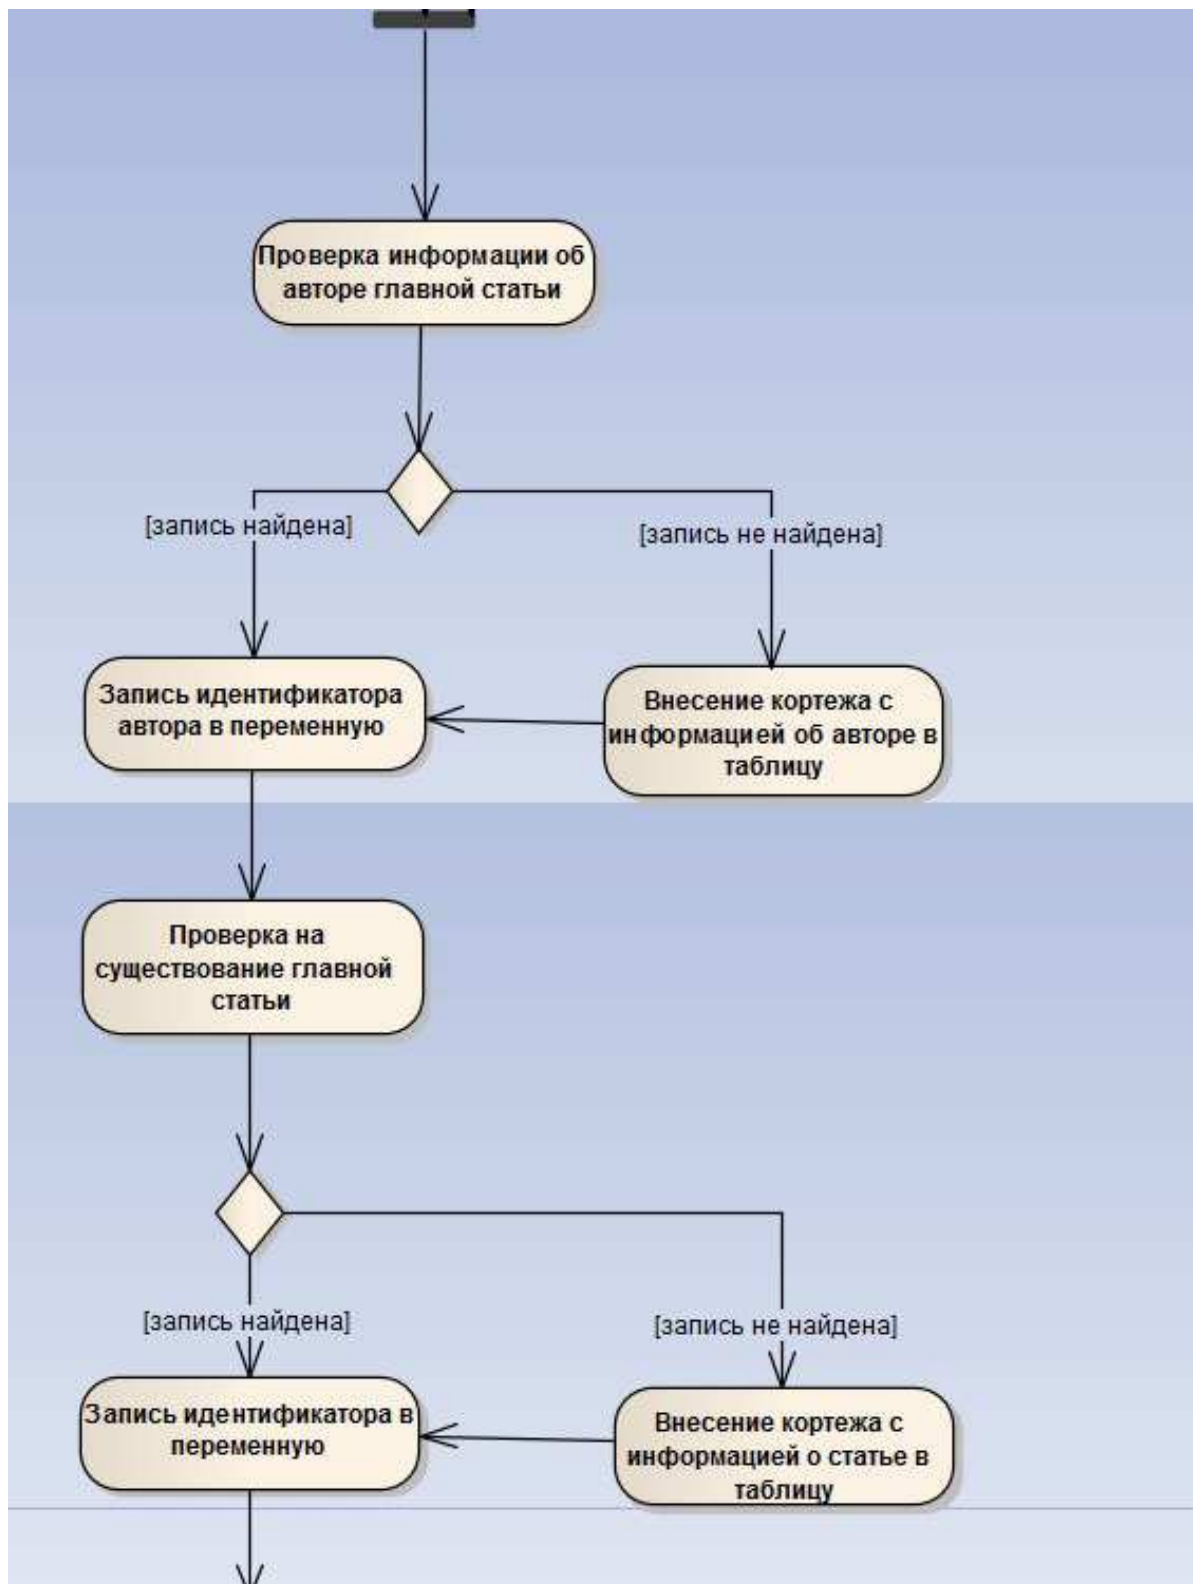 Проверка информации об
авторе главной статьи
[запись найдена]
[запись не найдена]
Запись идентификатора
автора в переменную
Внесение кортежа с
информацией об авторе в
таблицу
Проверка на
существование главной
статьи
[запись найдена]
[запись не найдена]
Запись идентификатора в
переменную
Внесение кортежа с
информацией о статье в
таблицу